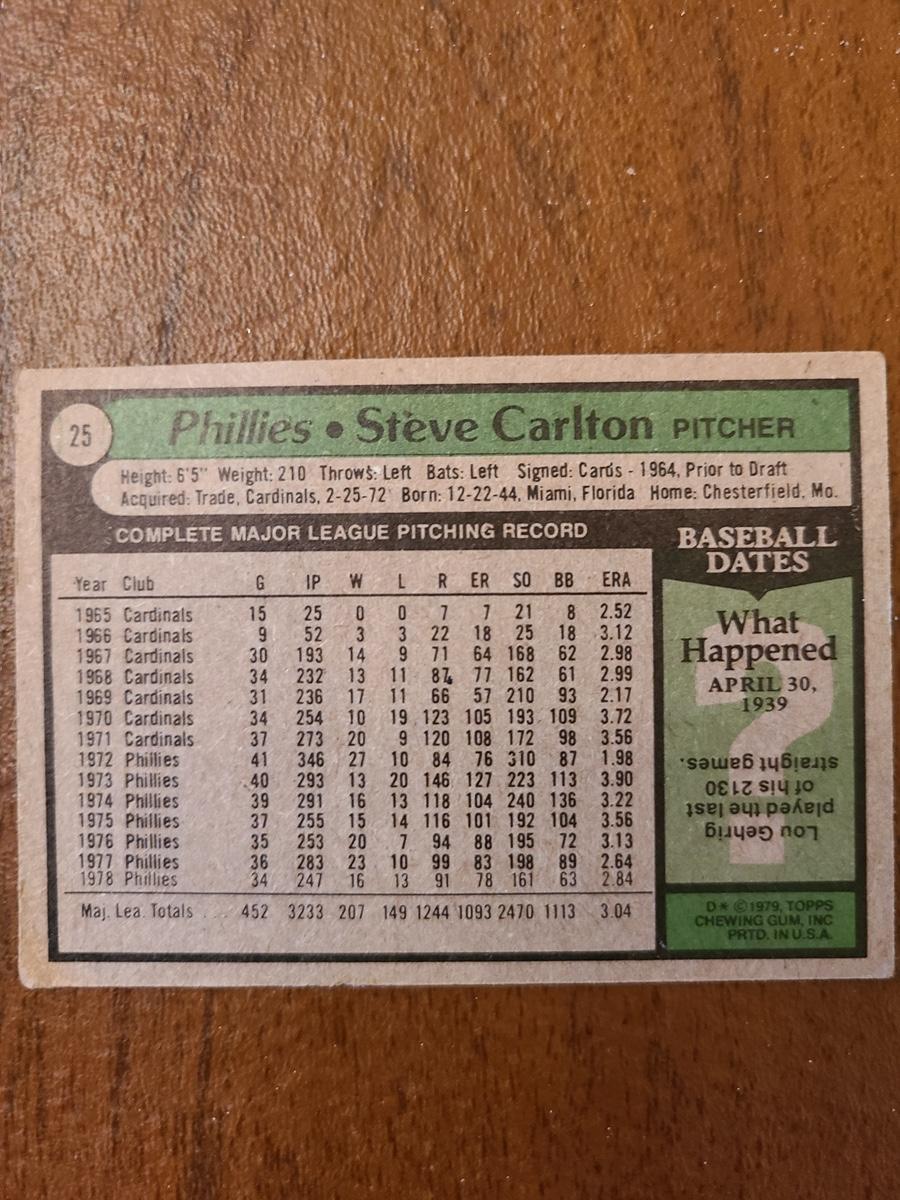 25
Phillies • Steve Carlton PITCHER
Height: 6'5" Weight: 210 Throws: Left Bats: Left Signed: Cards - 1964, Prior to Draft
Acquired: Trade, Cardinals, 2-25-72 Born: 12-22-44, Miami, Florida Home: Chesterfield, Mo.
COMPLETE MAJOR LEAGUE PITCHING RECORD
Year Club G IP W L R ER SO BB ERA
1965 Cardinals 15 25 0 0 7 7 21 8 2.52
1966 Cardinals 9 52 3 3 22 18 25 18 3.12
1967 Cardinals 30 193 14 9 71 64 168 62 2.98
1968 Cardinals 34 232 13 11 87 77 162 61 2.99
1969 Cardinals 31 236 17 11 66 57 210 93 2.17
1970 Cardinals 34 254 10 19 123 105 193 109 3.72
1971 Cardinals 37 273 20 9 120 108 172 98 3.56
1972 Phillies 41 346 27 10 84 76 310 87 1.98
1973 Phillies 40 293 13 20 146 127 223 113 3.90
1974 Phillies 39 291 16 13 118 104 240 136 3.22
1975 Phillies 37 255 15 14 116 101 192 104 3.56
1976 Phillies 35 253 20 7 94 88 195 72 3.13
1977 Phillies 36 283 23 10 99 83 198 89 2.64
1978 Phillies 34 247 16 13 91 78 161 63 2.84
Maj. Lea. Totals ... 452 3233 207 149 1244 1093 2470 1113 3.04
BASEBALL
DATES
What
Happened
APRIL 30,
1939
?
Lou Gehrig
played the last
of his 2130
straight games.
D* ©1979, TOPPS
CHEWING GUM, INC
PRTD. IN U.S.A.